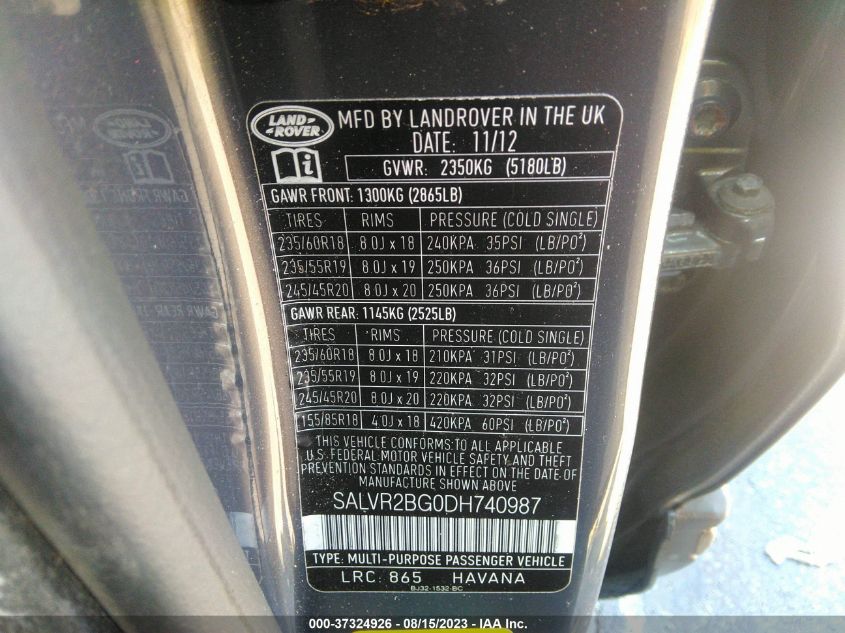 LAND-
-ROVER
MFD BY LANDROVER IN THE UK
DATE: 11/12
GVWR: 2350KG (5180LB)
GAWR FRONT: 1300KG (2865LB)
TIRES RIMS PRESSURE (COLD SINGLE)
235/60R18 8.0J x 18 240KPA 35PSI (LB/PO²)
235/55R19 8.0J x 19 250KPA 36PSI (LB/PO²)
245/45R20 8.0J x 20 250KPA 36PSI (LB/PO²)
GAWR REAR: 1145KG (2525LB)
TIRES RIMS PRESSURE (COLD SINGLE)
235/60R18 8.0J x 18 210KPA 31PSI (LB/PO²)
235/55R19 8.0J x 19 220KPA 32PSI (LB/PO²)
245/45R20 8.0J x 20 220KPA 32PSI (LB/PO²)
155/85R18 4.0J x 18 420KPA 60PSI (LB/PO²)
THIS VEHICLE CONFORMS TO ALL APPLICABLE
U.S. FEDERAL MOTOR VEHICLE SAFETY AND THEFT
PREVENTION STANDARDS IN EFFECT ON THE DATE OF
MANUFACTURE SHOWN ABOVE
SALVR2BG0DH740987
TYPE: MULTI-PURPOSE PASSENGER VEHICLE
LRC: 865 HAVANA
BJ32-1532-BC
000-37324926 - 08/15/2023 - IAA Inc.